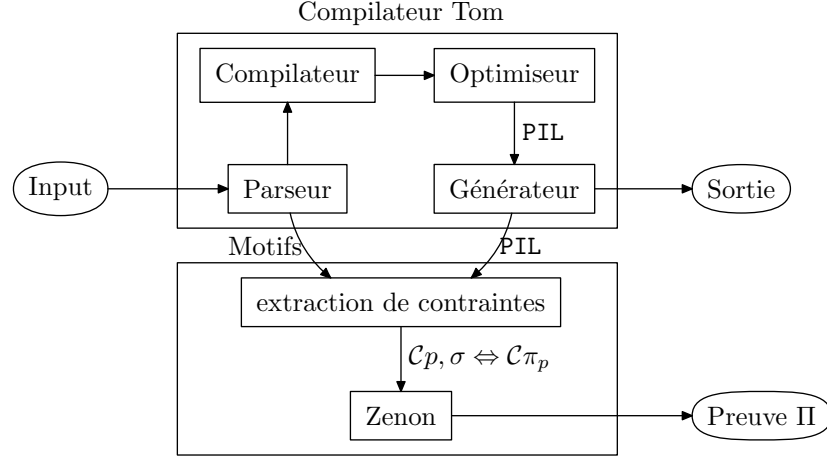 Compilateur Tom
Compilateur
Optimiseur
PIL
Input
Parseur
Générateur
Sortie
Motifs
PIL
extraction de contraintes
𝒞p, σ ⇔ 𝒞π_p
Zenon
Preuve Π